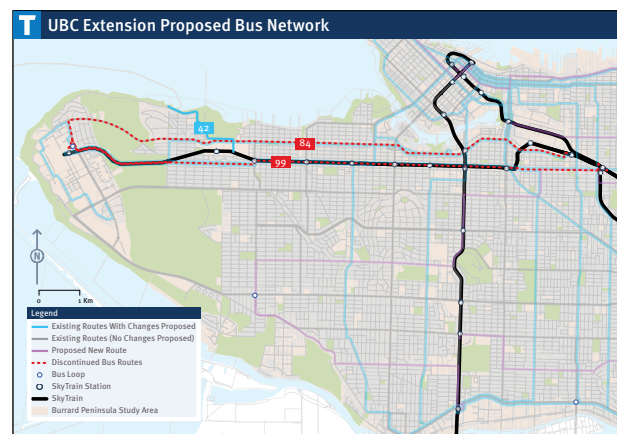 T UBC Extension Proposed Bus Network
42
84
99
N
0 1 Km
Legend
Existing Routes With Changes Proposed
Existing Routes (No Changes Proposed)
Proposed New Route
Discontinued Bus Routes
Bus Loop
SkyTrain Station
SkyTrain
Burrard Peninsula Study Area